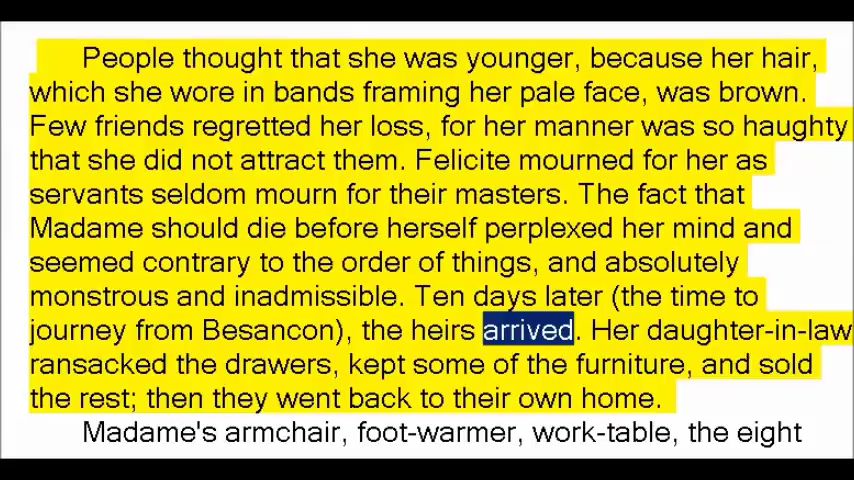 People thought that she was younger, because her hair,
which she wore in bands framing her pale face, was brown.
Few friends regretted her loss, for her manner was so haughty
that she did not attract them. Felicite mourned for her as
servants seldom mourn for their masters. The fact that
Madame should die before herself perplexed her mind and
seemed contrary to the order of things, and absolutely
monstrous and inadmissible. Ten days later (the time to
journey from Besancon), the heirs arrived. Her daughter-in-law
ransacked the drawers, kept some of the furniture, and sold
the rest; then they went back to their own home.
Madame's armchair, foot-warmer, work-table, the eight